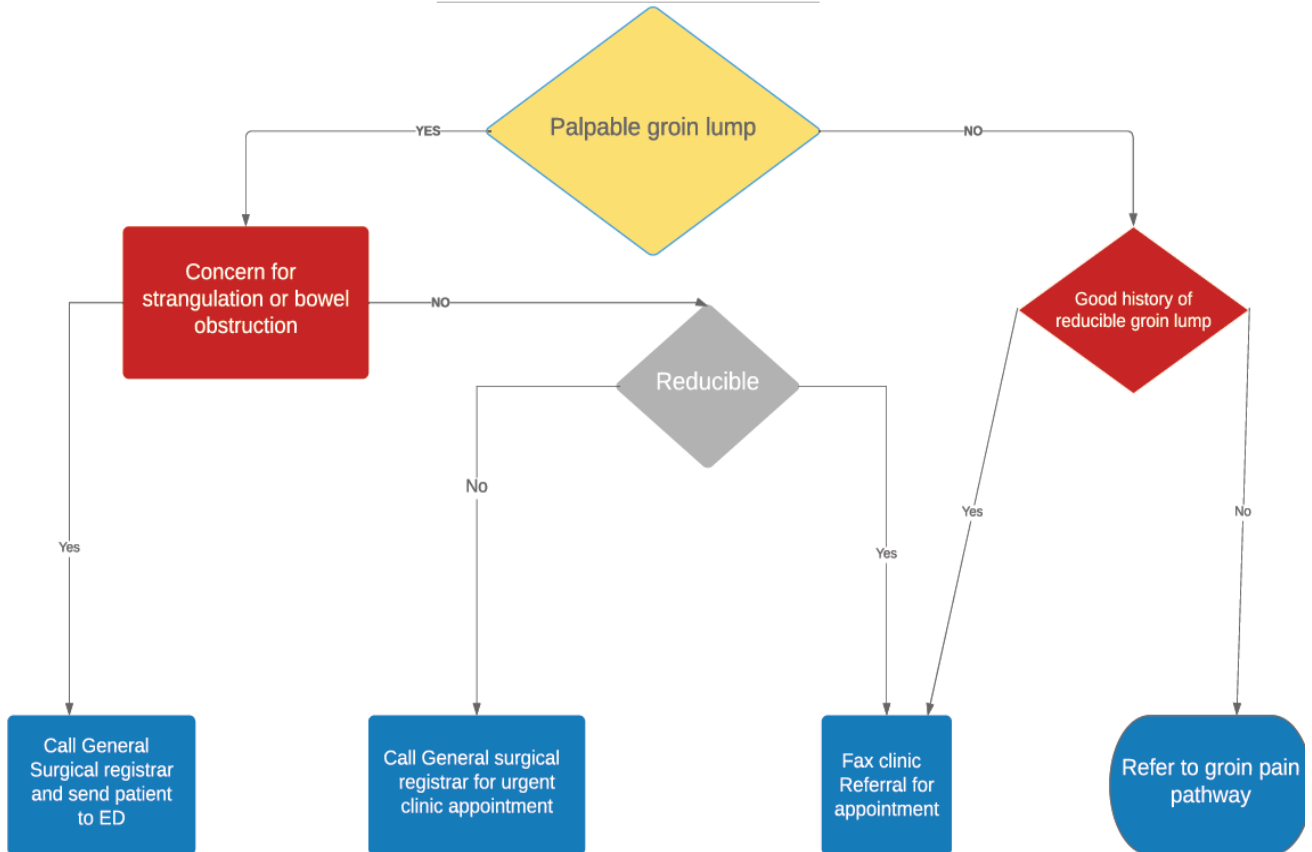 Palpable groin lump
YES
NO
Concern for
strangulation or bowel
obstruction
NO
Good history of
reducible groin lump
Reducible
No
Yes
Yes
Yes
No
Call General
Surgical registrar
and send patient
to ED
Call General surgical
registrar for urgent
clinic appointment
Fax clinic
Referral for
appointment
Refer to groin pain
pathway